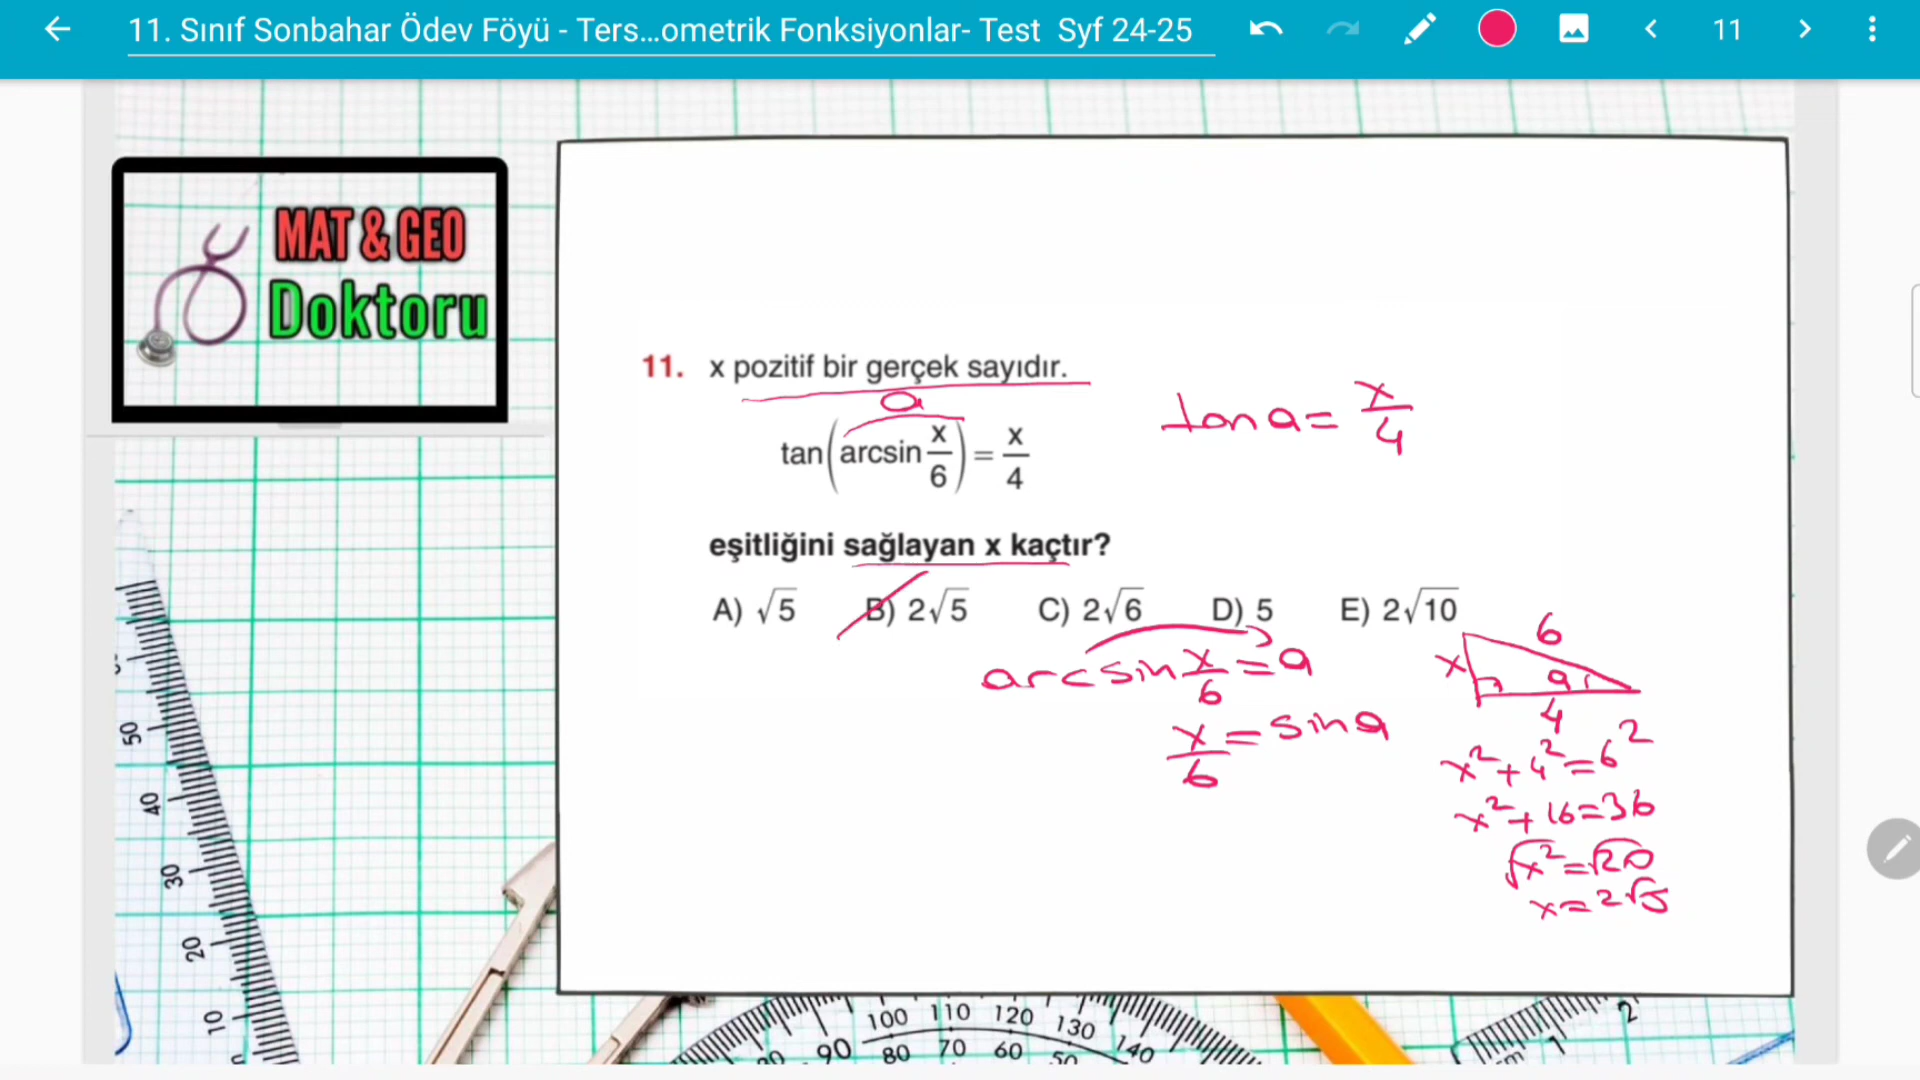 11. Sınıf Sonbahar Ödev Föyü - Ters...ometrik Fonksiyonlar- Test Syf 24-25
11
MAT & GEO
Doktoru
11. x pozitif bir gerçek sayıdır.
a
tan(arcsin x/6) = x/4
tan a = x/4
eşitliğini sağlayan x kaçtır?
A) √5 B) 2√5 C) 2√6 D) 5 E) 2√10
arcsin x/6 = a
x/6 = sin a
6
x
a
4
x² + 4² = 6²
x² + 16 = 36
√x² = √20
x = 2√5
50
40
30
20
10
90 100 110 120 130 140
80 70 60 50
1 2